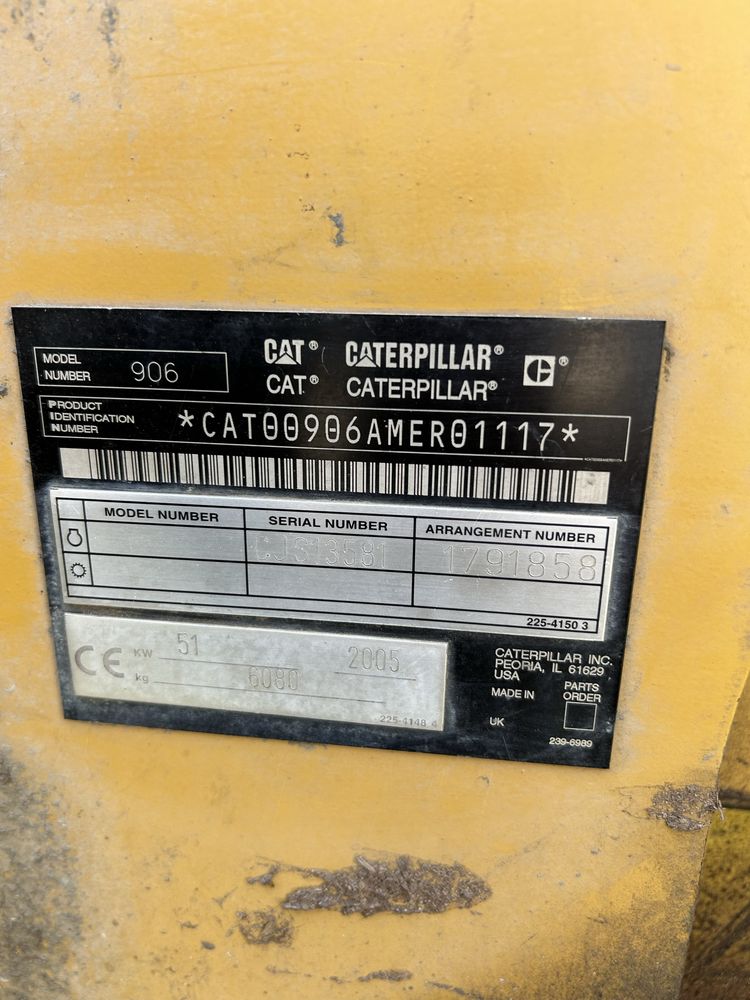 MODEL NUMBER 906
CAT® CATERPILLAR® C®
CAT® CATERPILLAR®
PRODUCT IDENTIFICATION NUMBER *CAT00906AMER01117*
MODEL NUMBER SERIAL NUMBER ARRANGEMENT NUMBER
CJS13581 1791858
225-4150 3
CE KW 51 2005
kg 6080
225-4148 4
CATERPILLAR INC.
PEORIA, IL 61629
USA
MADE IN
UK
PARTS
ORDER
239-6989